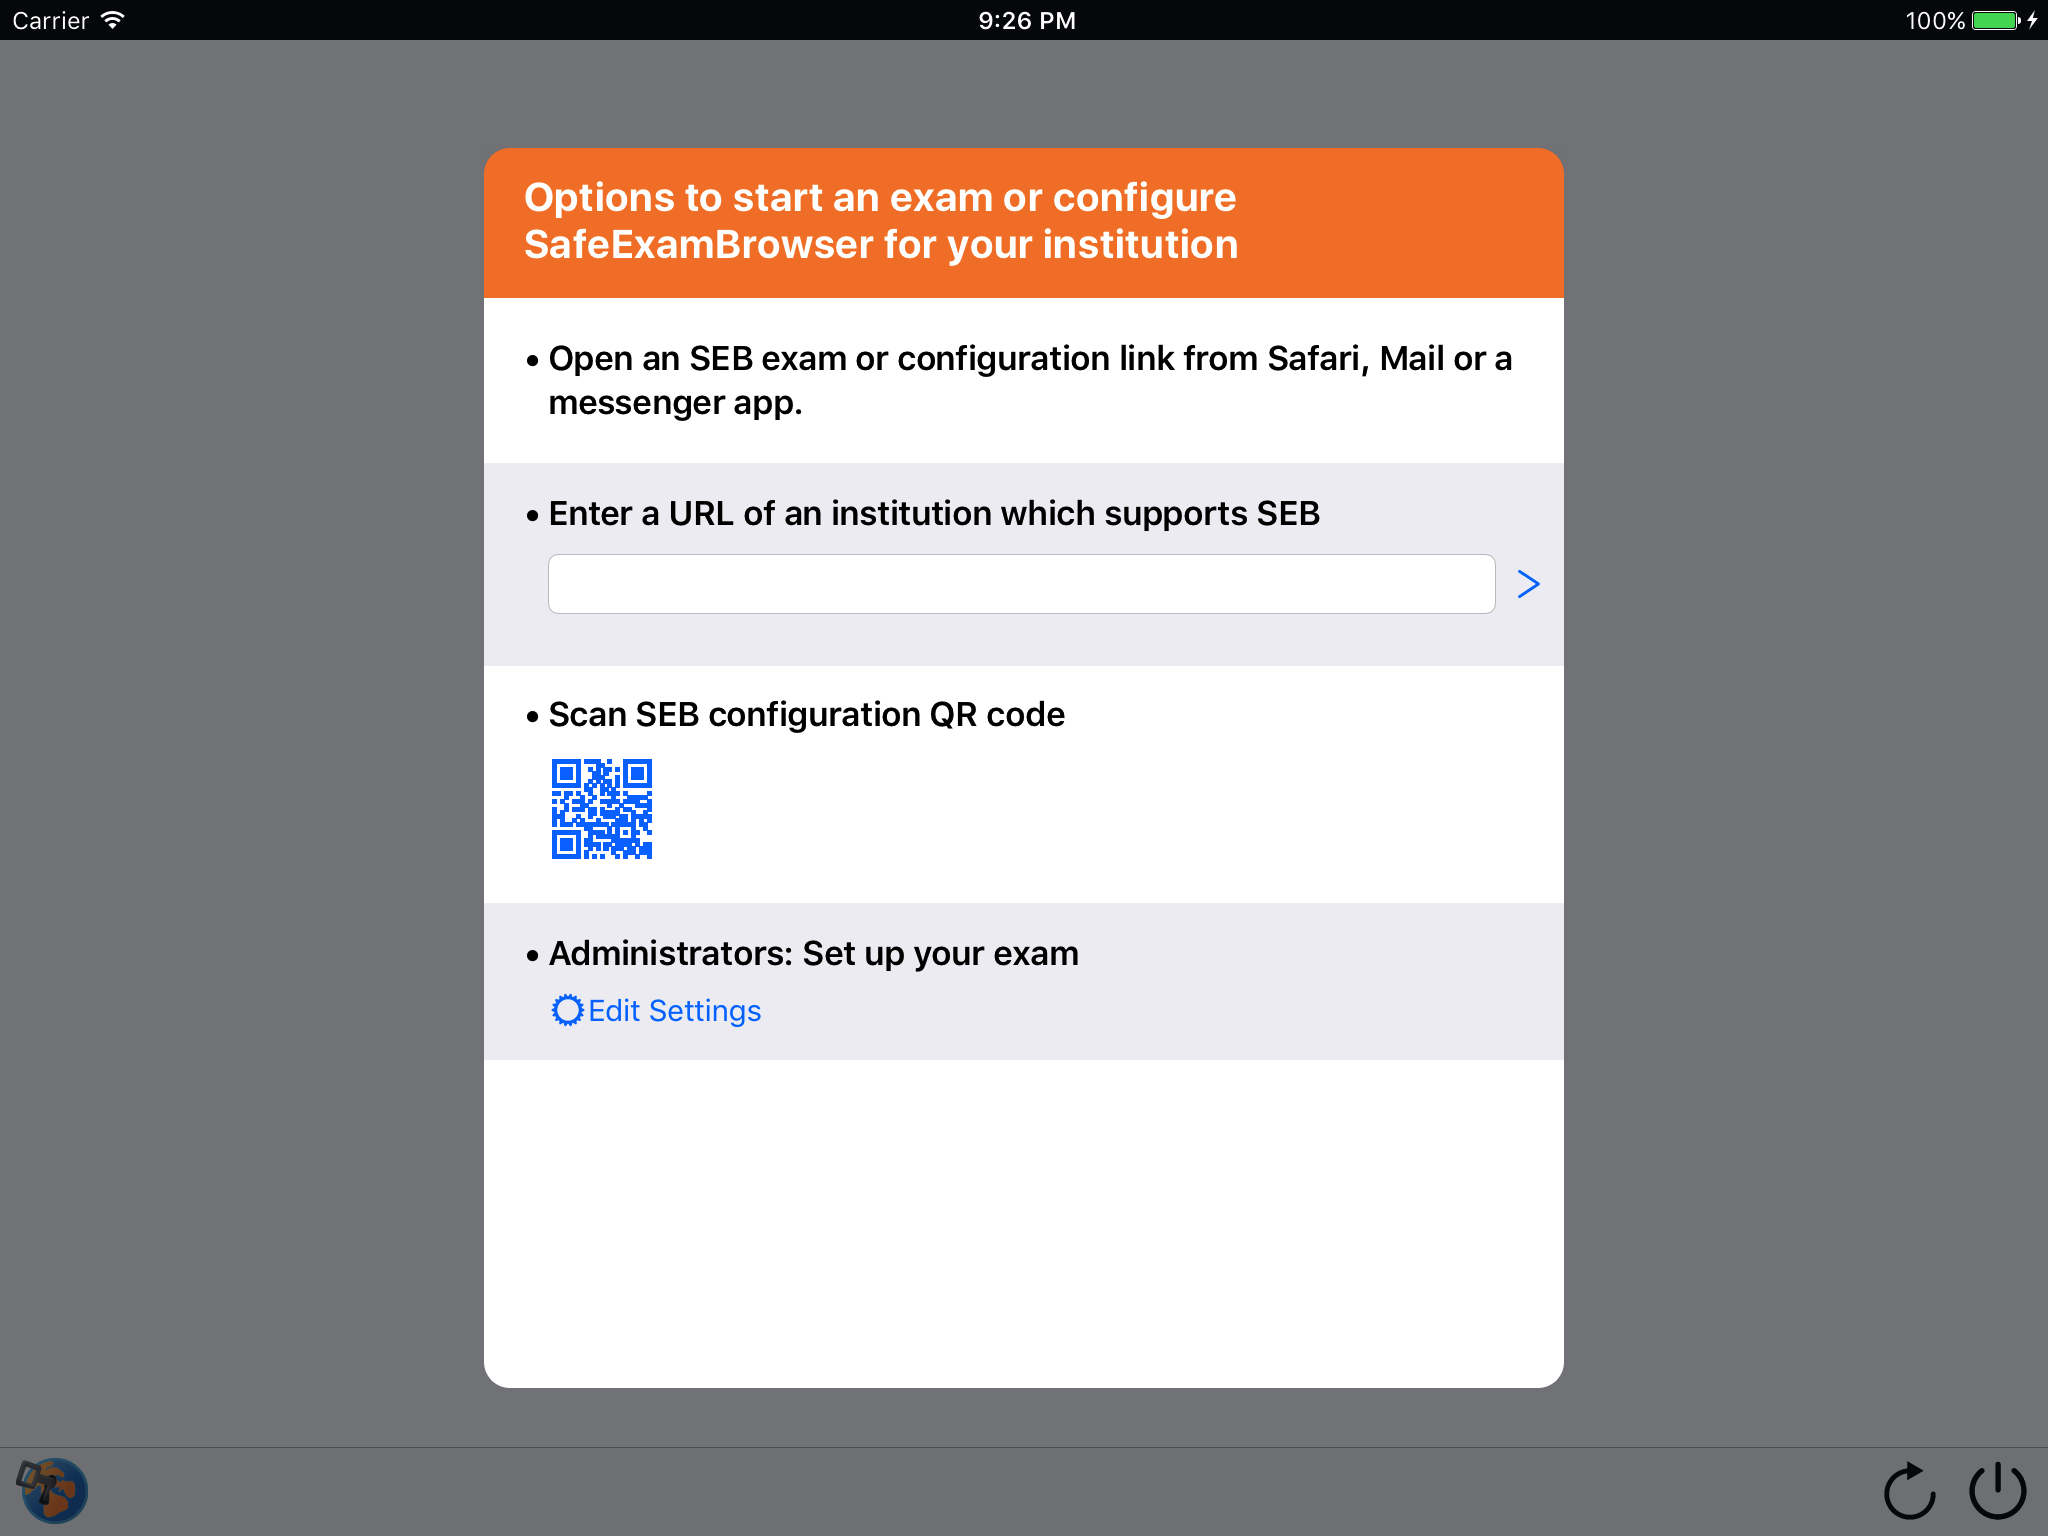 Carrier 9:26 PM 100%
Options to start an exam or configure
SafeExamBrowser for your institution
• Open an SEB exam or configuration link from Safari, Mail or a
messenger app.
• Enter a URL of an institution which supports SEB
>
• Scan SEB configuration QR code
• Administrators: Set up your exam
Edit Settings